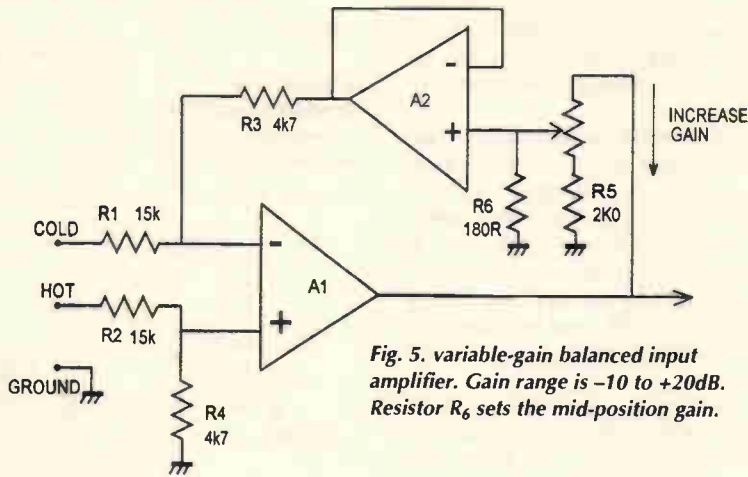 -
A2
+
R3 4k7
INCREASE
GAIN
R6
180R
R5
2K0
R1 15k
COLD
-
A1
+
HOT
R2 15k
GROUND
R4
4k7
Fig. 5. variable-gain balanced input
amplifier. Gain range is –10 to +20dB.
Resistor R6 sets the mid-position gain.